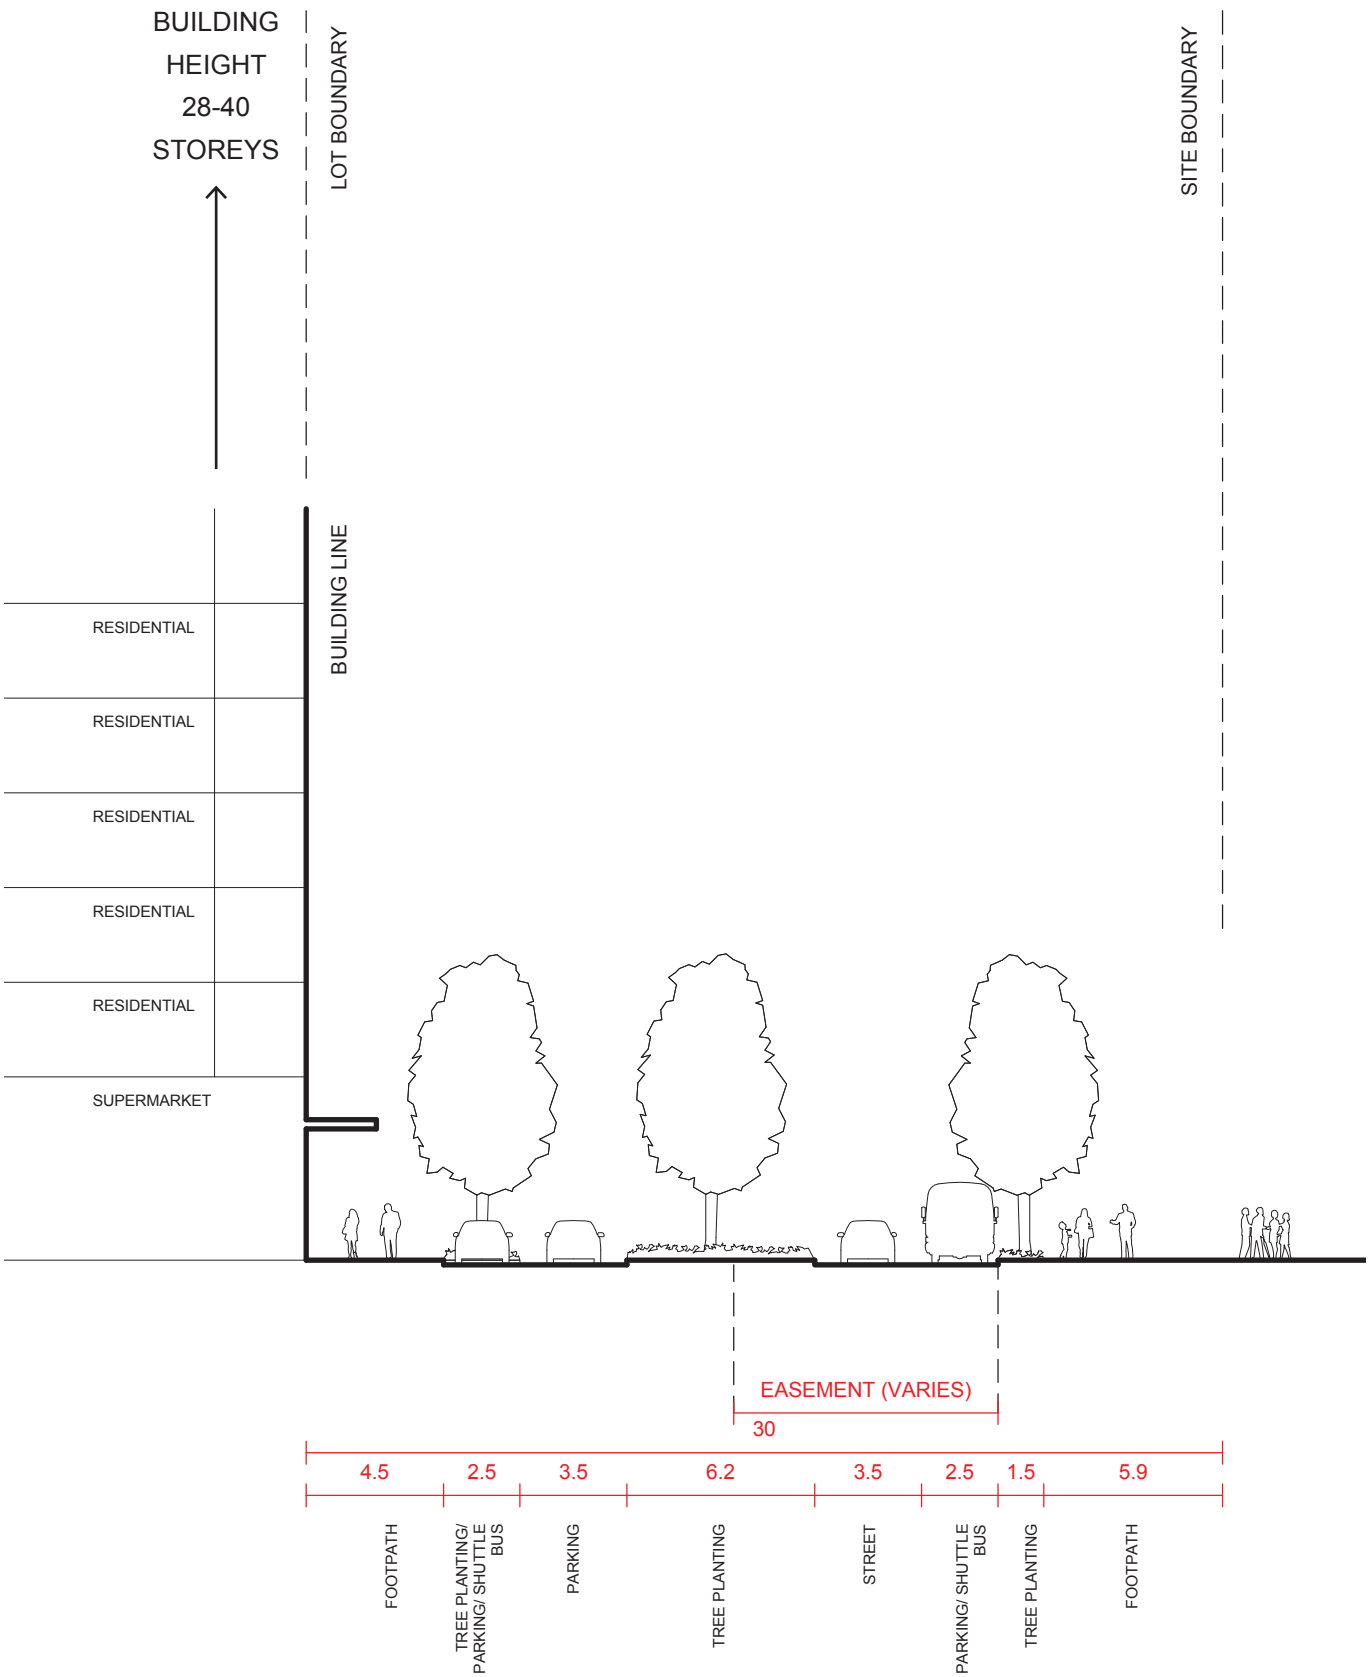 BUILDING
HEIGHT
28-40
STOREYS
LOT BOUNDARY
SITE BOUNDARY
BUILDING LINE
RESIDENTIAL
RESIDENTIAL
RESIDENTIAL
RESIDENTIAL
RESIDENTIAL
SUPERMARKET
EASEMENT (VARIES)
30
4.5
2.5
3.5
6.2
3.5
2.5
1.5
5.9
FOOTPATH
TREE PLANTING/
PARKING/ SHUTTLE
BUS
PARKING
TREE PLANTING
STREET
PARKING/ SHUTTLE
BUS
TREE PLANTING
FOOTPATH